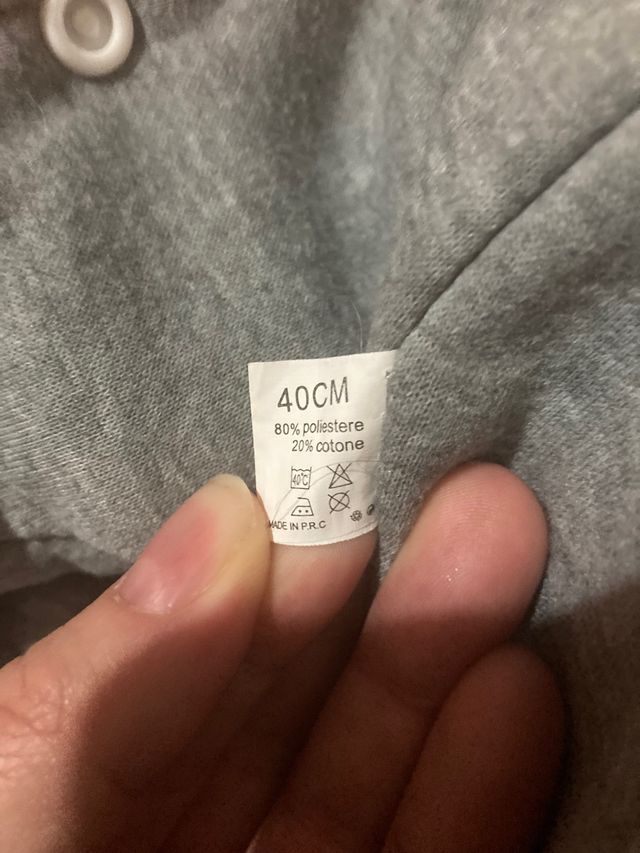 40CM
80% poliestere
20% cotone
40°C
MADE IN P.R.C